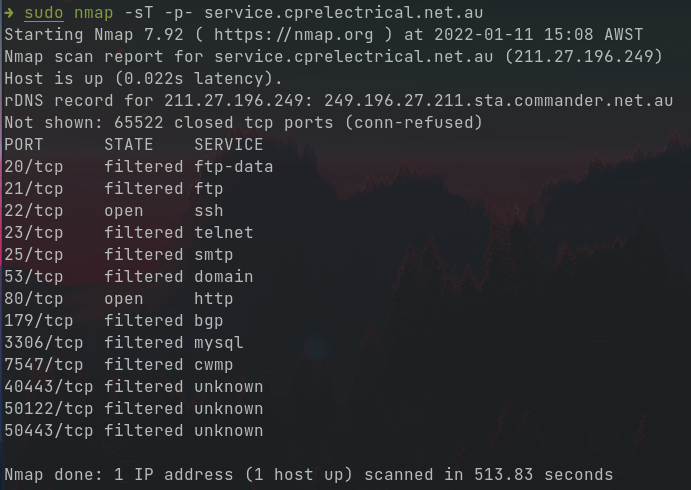 → sudo nmap -sT -p- service.cprelectrical.net.au
Starting Nmap 7.92 ( https://nmap.org ) at 2022-01-11 15:08 AWST
Nmap scan report for service.cprelectrical.net.au (211.27.196.249)
Host is up (0.022s latency).
rDNS record for 211.27.196.249: 249.196.27.211.sta.commander.net.au
Not shown: 65522 closed tcp ports (conn-refused)
PORT      STATE    SERVICE
20/tcp    filtered ftp-data
21/tcp    filtered ftp
22/tcp    open     ssh
23/tcp    filtered telnet
25/tcp    filtered smtp
53/tcp    filtered domain
80/tcp    open     http
179/tcp   filtered bgp
3306/tcp  filtered mysql
7547/tcp  filtered cwmp
40443/tcp filtered unknown
50122/tcp filtered unknown
50443/tcp filtered unknown
Nmap done: 1 IP address (1 host up) scanned in 513.83 seconds